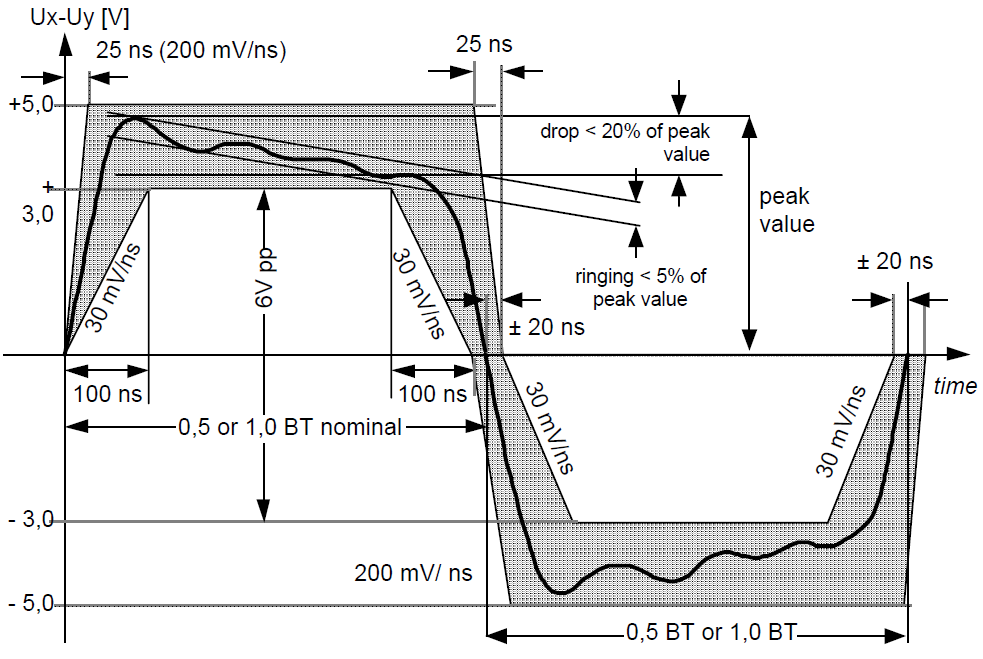 Ux-Uy [V]
25 ns (200 mV/ns)
25 ns
+5,0
drop < 20% of peak
value
+
3,0
peak
value
30 mV/ns
6V pp
30 mV/ns
ringing < 5% of
peak value
± 20 ns
± 20 ns
time
100 ns
100 ns
30 mV/ns
30 mV/ns
0,5 or 1,0 BT nominal
- 3,0
200 mV/ ns
- 5,0
0,5 BT or 1,0 BT